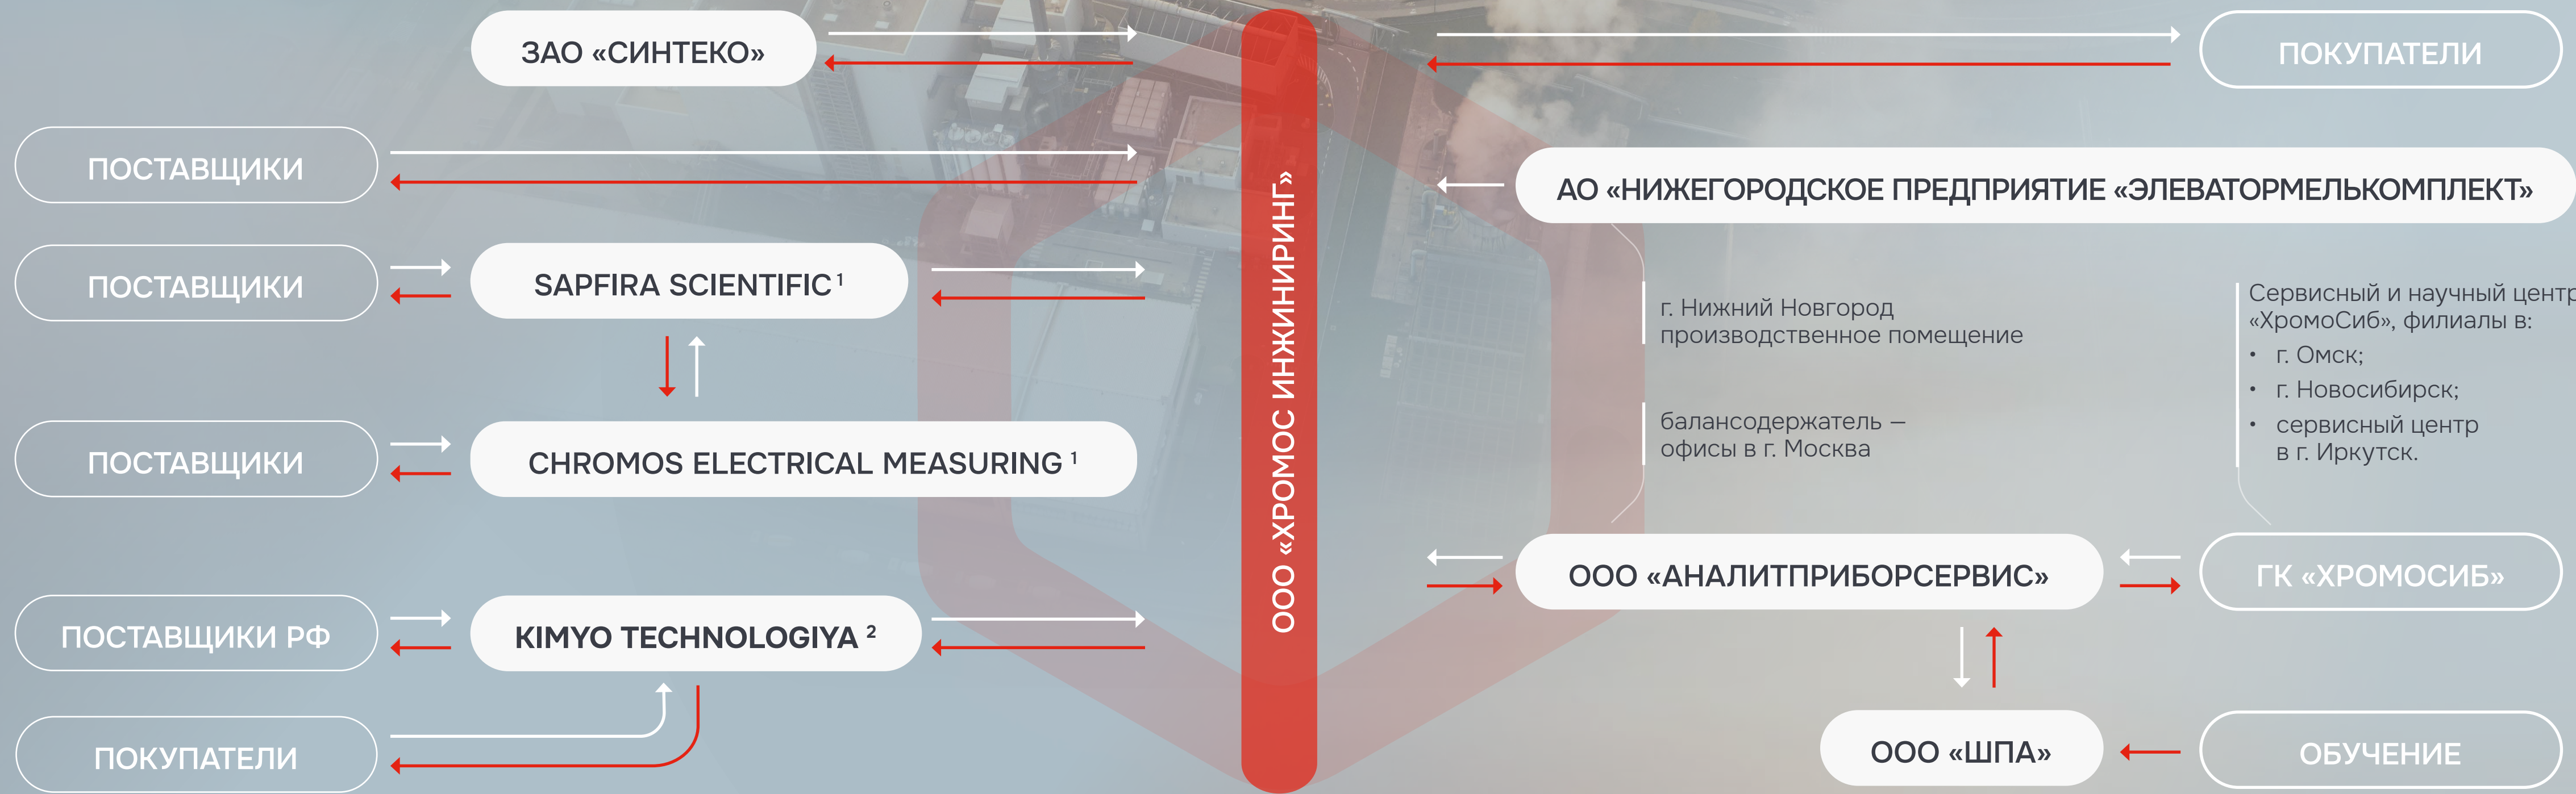 ЗАО «СИНТЕКО»
ПОСТАВЩИКИ
ПОСТАВЩИКИ
SAPFIRA SCIENTIFIC 1
ПОСТАВЩИКИ
CHROMOS ELECTRICAL MEASURING 1
ПОСТАВЩИКИ РФ
KIMYO TECHNOLOGIYA 2
ПОКУПАТЕЛИ
ООО «ХРОМОС ИНЖИНИРИНГ»
ПОКУПАТЕЛИ
АО «НИЖЕГОРОДСКОЕ ПРЕДПРИЯТИЕ «ЭЛЕВАТОРМЕЛЬКОМПЛЕКТ»
г. Нижний Новгород
производственное помещение
балансодержатель —
офисы в г. Москва
Сервисный и научный центр
«ХромоСиб», филиалы в:
• г. Омск;
• г. Новосибирск;
• сервисный центр
в г. Иркутск.
ООО «АНАЛИТПРИБОРСЕРВИС»
ГК «ХРОМОСИБ»
ООО «ШПА»
ОБУЧЕНИЕ